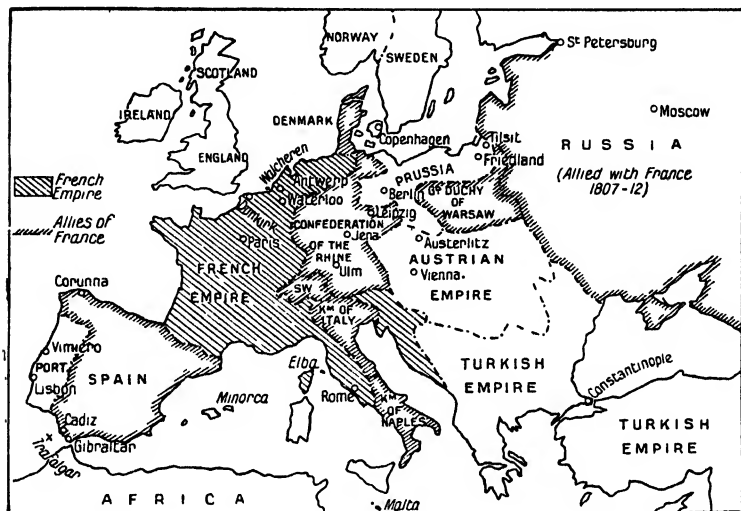 NORWAY
SWEDEN
St Petersburg
SCOTLAND
Moscow
IRELAND
DENMARK
Copenhagen
Tilsit
Friedland
RUSSIA
(Allied with France
1807-12)
ENGLAND
Walcheren
PRUSSIA
French
Empire
Antwerp
Berlin
Gd DUCHY
OF
WARSAW
Waterloo
Leipzig
Allies of
France
Dunkirk
CONFEDERATION
OF THE
RHINE
Jena
Paris
Austerlitz
Ulm
Vienna
AUSTRIAN
EMPIRE
FRENCH
EMPIRE
SW
Corunna
Km OF
ITALY
Vimiero
PORT.
Lisbon
SPAIN
Elba
Rome
TURKISH
EMPIRE
Constantinople
Minorca
Km
OF
NAPLES
Cadiz
Gibraltar
Trafalgar
TURKISH
EMPIRE
AFRICA
Malta